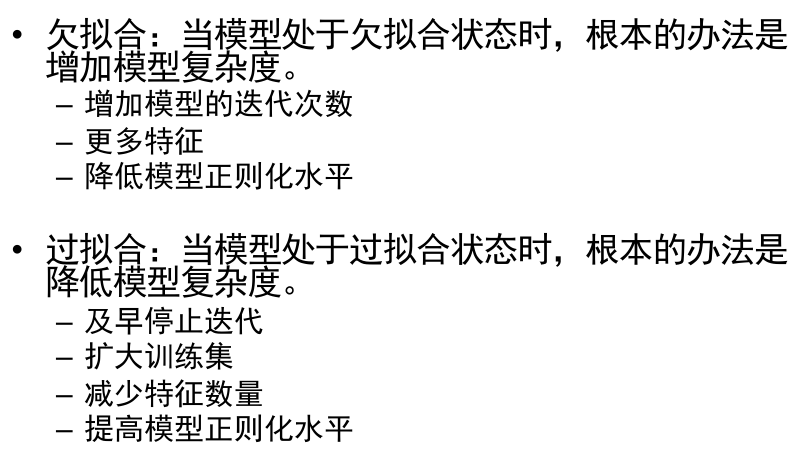 • 欠拟合：当模型处于欠拟合状态时，根本的办法是
增加模型复杂度。
– 增加模型的迭代次数
– 更多特征
– 降低模型正则化水平
• 过拟合：当模型处于过拟合状态时，根本的办法是
降低模型复杂度。
– 及早停止迭代
– 扩大训练集
– 减少特征数量
– 提高模型正则化水平